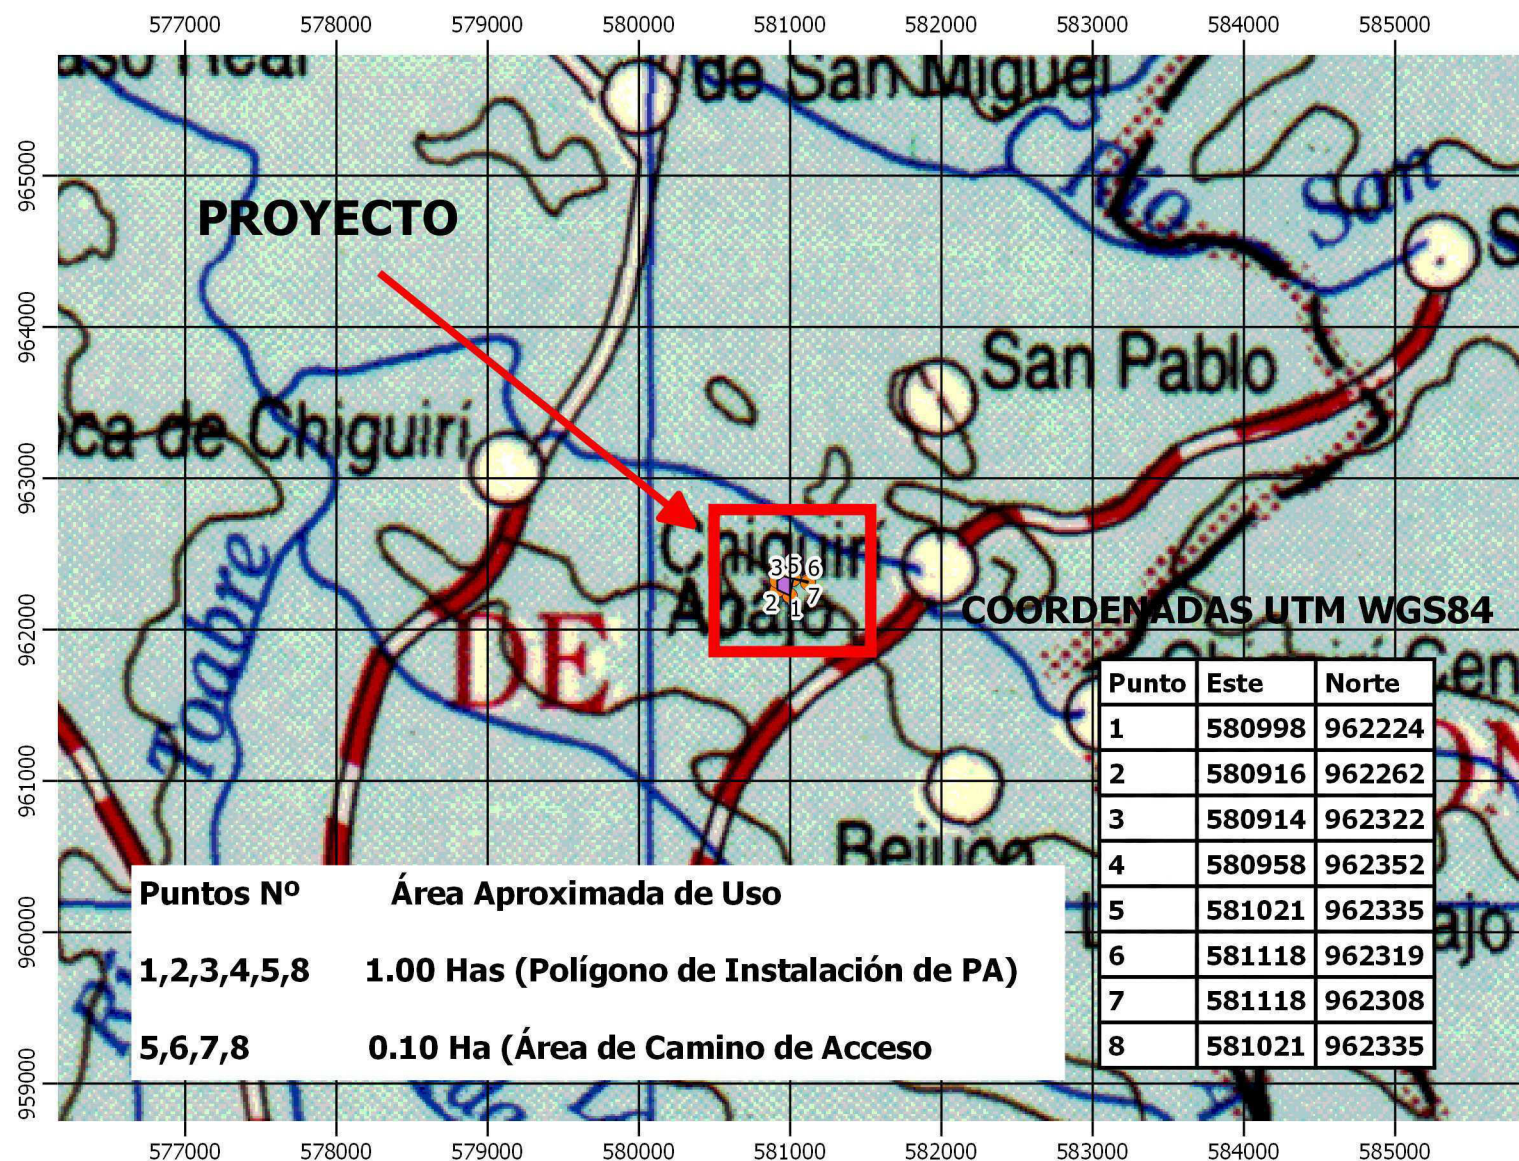 577000 578000 579000 580000 581000 582000 583000 584000 585000
de San Miguel
965000
Río San
PROYECTO
964000
San Pablo
oca de Chiguirí
963000
Chiguirí
Abajo
3 5 6
2 1 7
Toabre
DE
962000
COORDENADAS UTM WGS84
Punto Este Norte
1 580998 962224
2 580916 962262
3 580914 962322
4 580958 962352
5 581021 962335
6 581118 962319
7 581118 962308
8 581021 962335
961000
Bejuco
Puntos Nº Área Aproximada de Uso
960000
1,2,3,4,5,8 1.00 Has (Polígono de Instalación de PA)
5,6,7,8 0.10 Ha (Área de Camino de Acceso
959000
577000 578000 579000 580000 581000 582000 583000 584000 585000